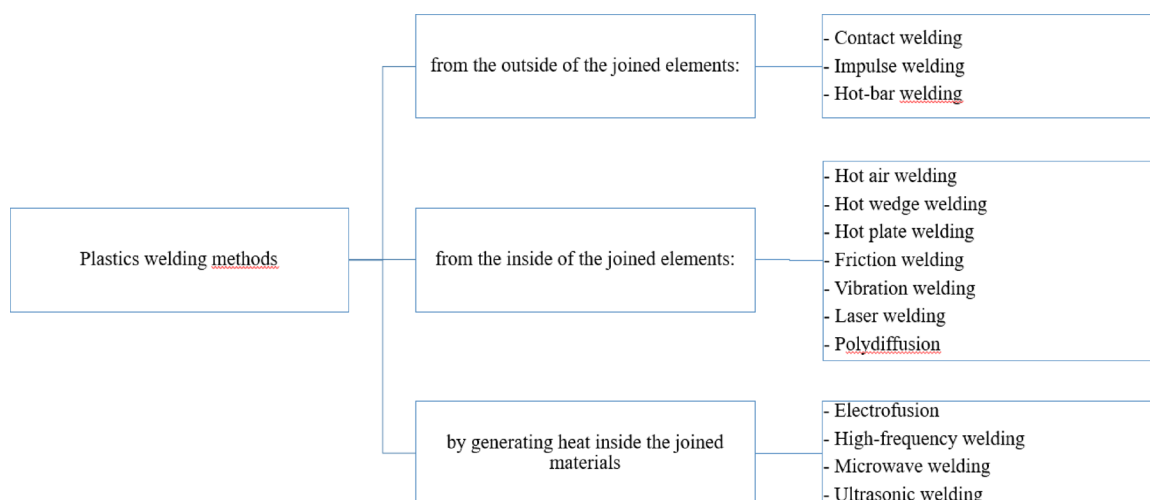 Plastics welding methods
from the outside of the joined elements:
- Contact welding
- Impulse welding
- Hot-bar welding
from the inside of the joined elements:
- Hot air welding
- Hot wedge welding
- Hot plate welding
- Friction welding
- Vibration welding
- Laser welding
- Polydiffusion
by generating heat inside the joined
materials
- Electrofusion
- High-frequency welding
- Microwave welding
- Ultrasonic welding